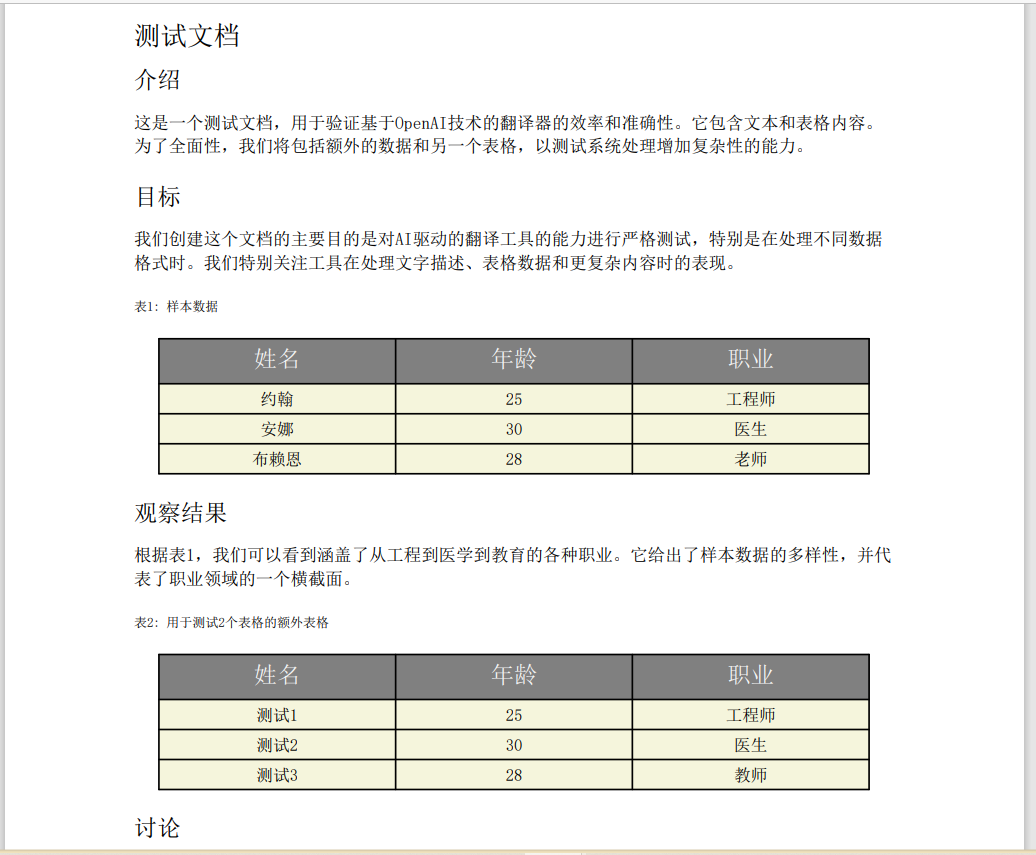 测试文档
介绍
这是一个测试文档，用于验证基于OpenAI技术的翻译器的效率和准确性。它包含文本和表格内容。
为了全面性，我们将包括额外的数据和另一个表格，以测试系统处理增加复杂性的能力。
目标
我们创建这个文档的主要目的是对AI驱动的翻译工具的能力进行严格测试，特别是在处理不同数据
格式时。我们特别关注工具在处理文字描述、表格数据和更复杂内容时的表现。
表1: 样本数据
姓名 年龄 职业
约翰 25 工程师
安娜 30 医生
布赖恩 28 老师
观察结果
根据表1，我们可以看到涵盖了从工程到医学到教育的各种职业。它给出了样本数据的多样性，并代
表了职业领域的一个横截面。
表2: 用于测试2个表格的额外表格
姓名 年龄 职业
测试1 25 工程师
测试2 30 医生
测试3 28 教师
讨论